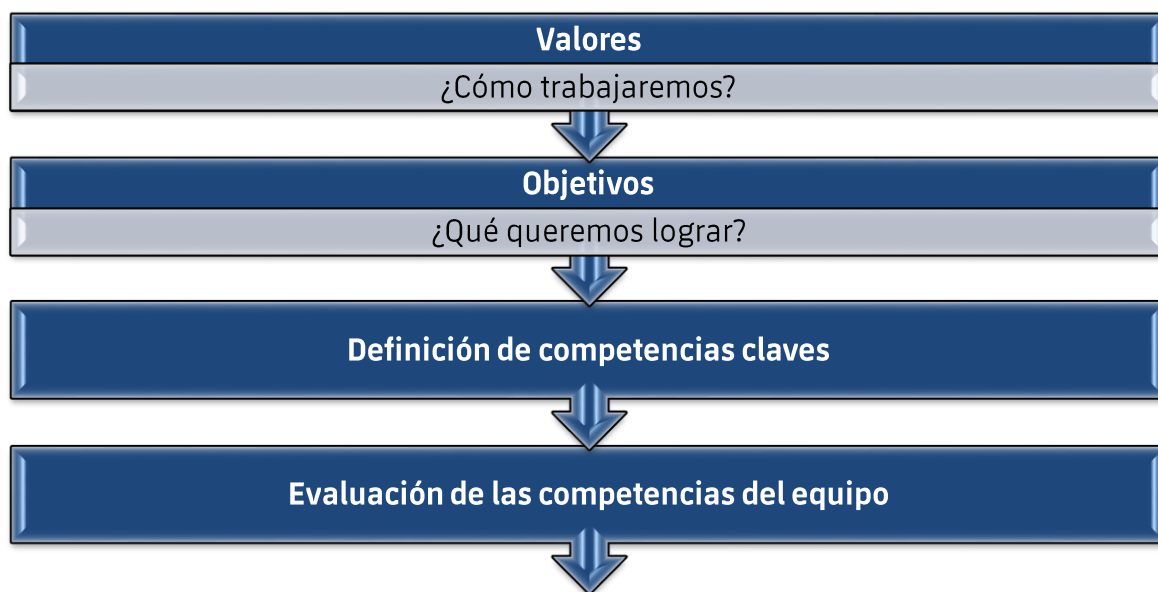 Valores
¿Cómo trabajaremos?
Objetivos
¿Qué queremos lograr?
Definición de competencias claves
Evaluación de las competencias del equipo